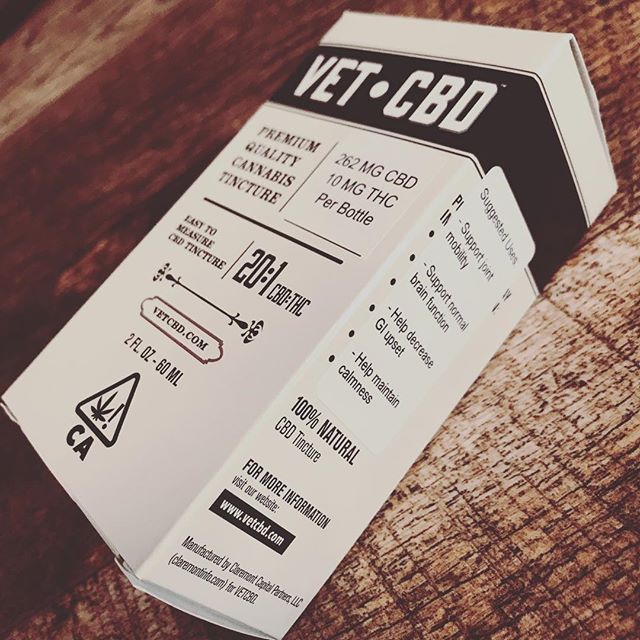 VET•CBD™
PREMIUM
QUALITY
CANNABIS
TINCTURE
262 MG CBD
10 MG THC
Per Bottle
EASY TO
MEASURE
CBD TINCTURE
20:1 CBD:THC
VETCBD.COM
2 FL OZ - 60 ML
CA
Suggested Uses
- Support joint
mobility
- Support normal
brain function
- Help decrease
GI upset
- Help maintain
calmness
100% NATURAL
CBD Tincture
FOR MORE INFORMATION
visit our website:
www.vetcbd.com
Manufactured by Claremont Capital Partners, LLC
(claremontinfo.com) for VETCBD.